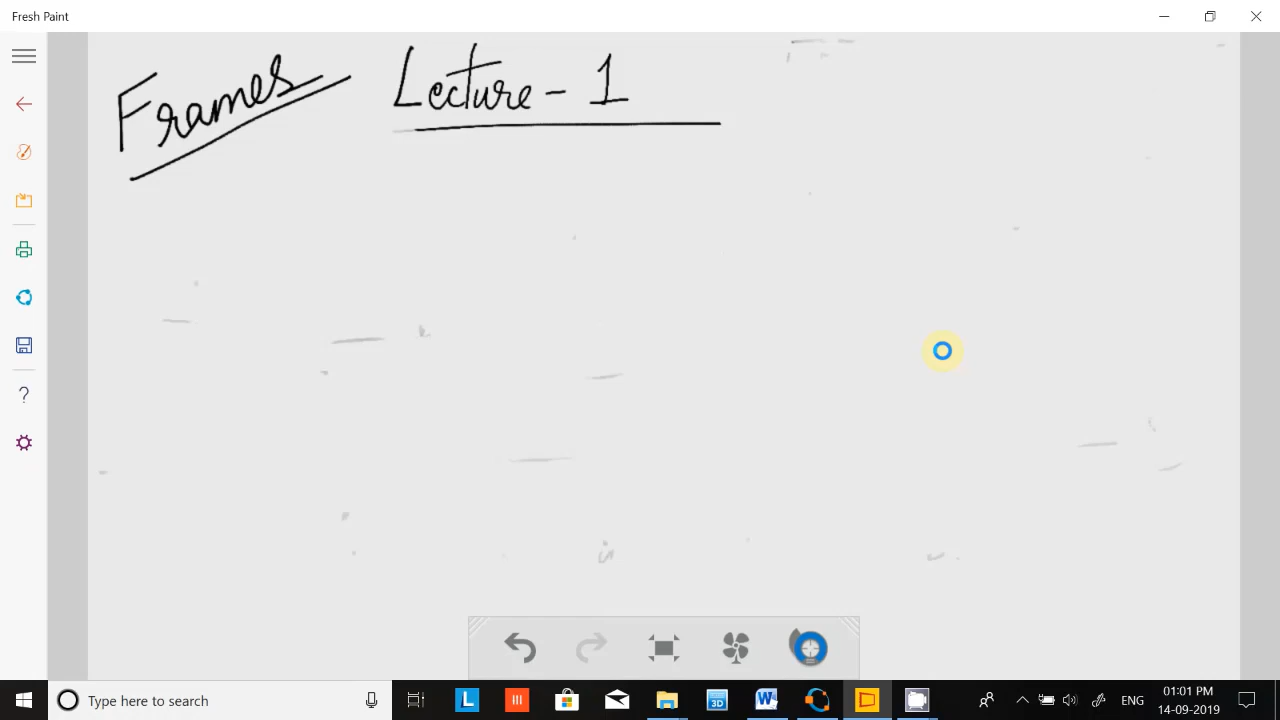 Fresh Paint
Frames Lecture - 1
Type here to search
ENG
01:01 PM
14-09-2019